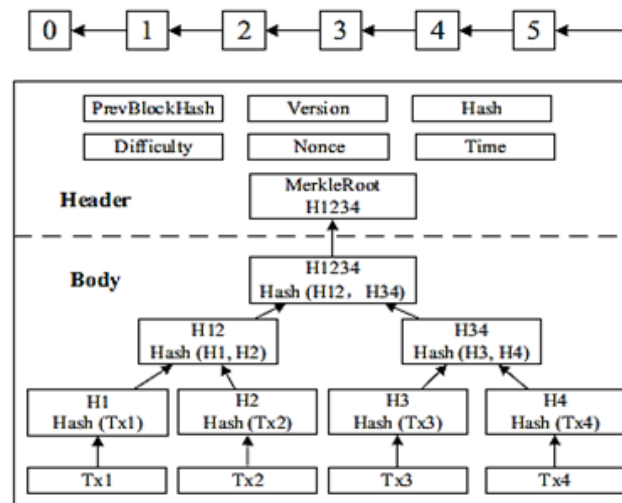 0 1 2 3 4 5
PrevBlockHash Version Hash
Difficulty Nonce Time
Header
MerkleRoot
H1234
Body
H1234
Hash (H12, H34)
H12 H34
Hash (H1, H2) Hash (H3, H4)
H1 H2 H3 H4
Hash (Tx1) Hash (Tx2) Hash (Tx3) Hash (Tx4)
Tx1 Tx2 Tx3 Tx4